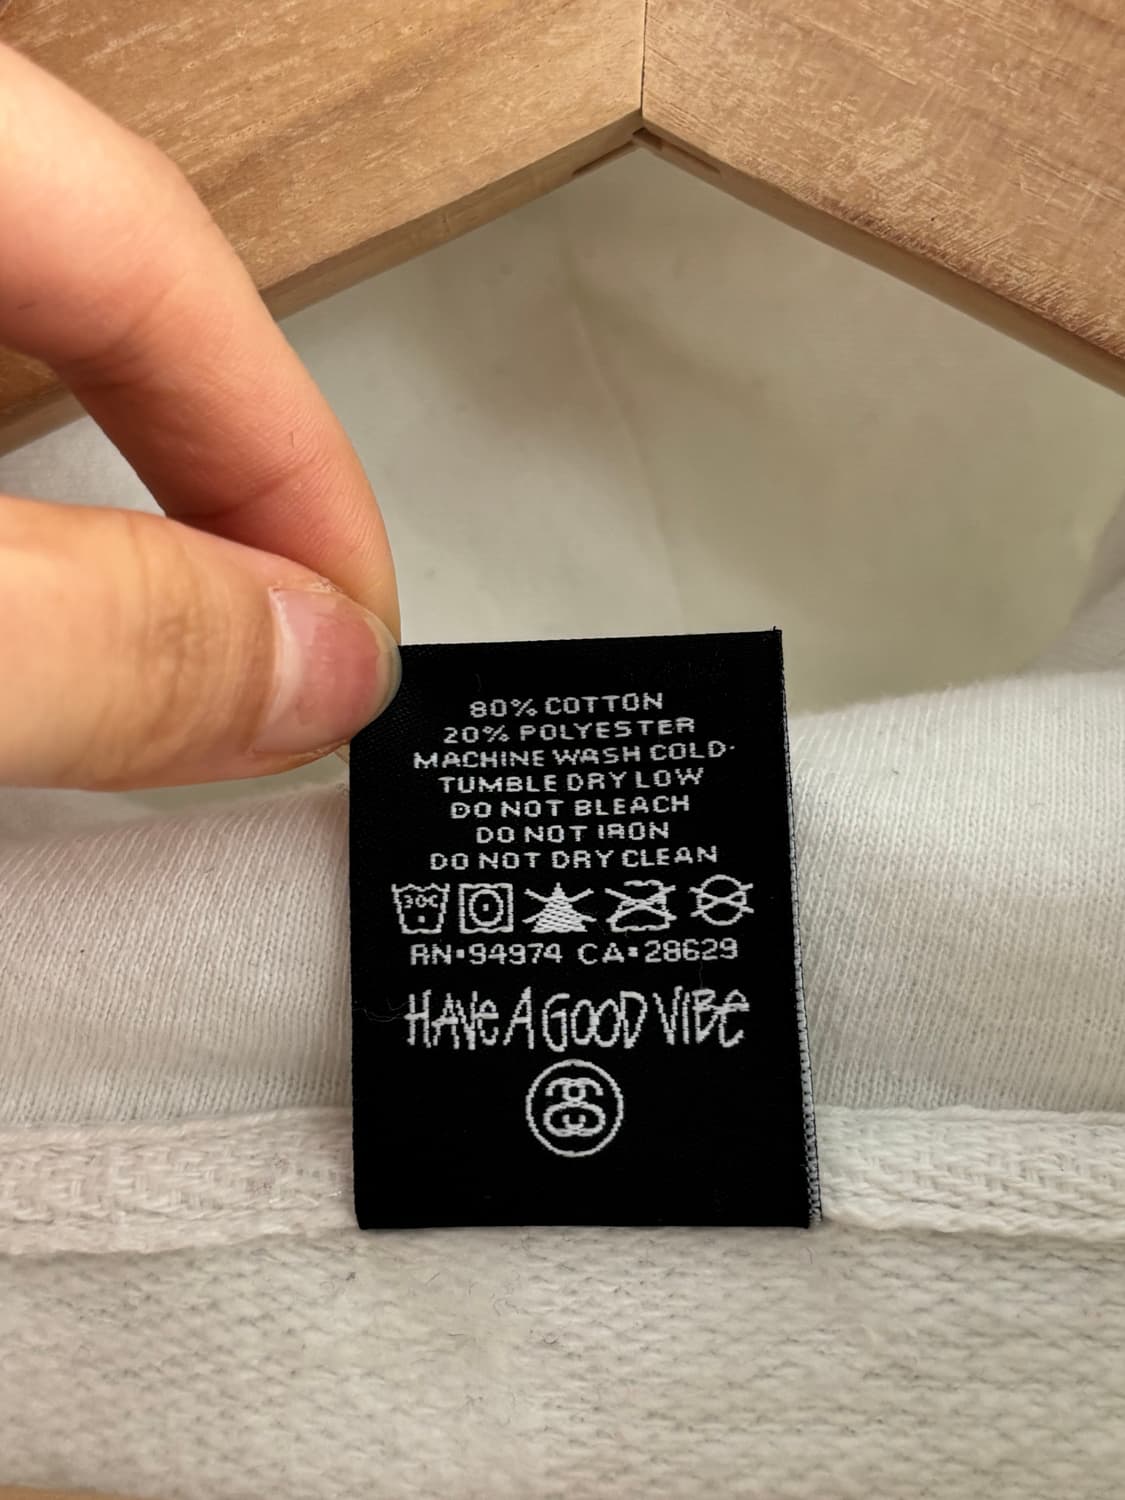 80% COTTON
20% POLYESTER
MACHINE WASH COLD
TUMBLE DRY LOW
DO NOT BLEACH
DO NOT IRON
DO NOT DRY CLEAN
30C
RN•94974 CA•28629
HAVE A GOOD VIBE